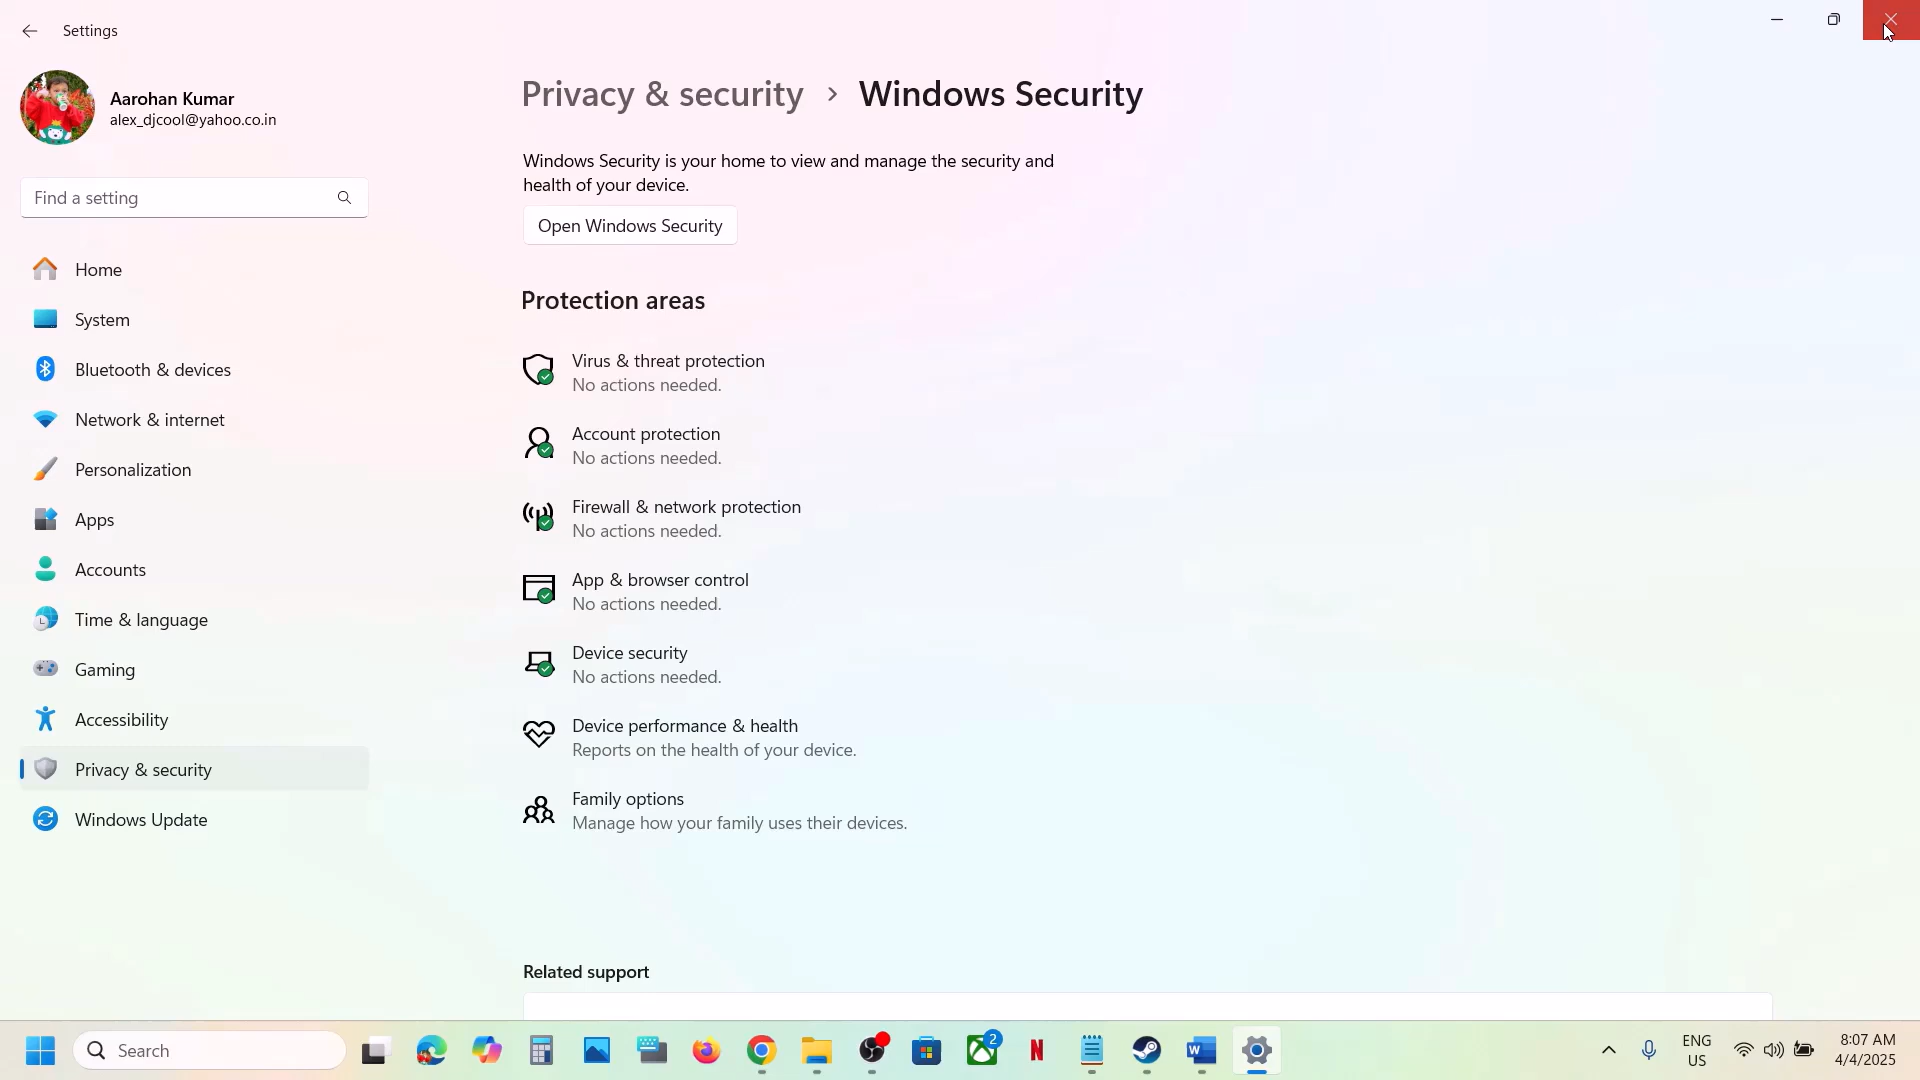 Settings
Aarohan Kumar
alex_djcool@yahoo.co.in
Find a setting
Home
System
Bluetooth & devices
Network & internet
Personalization
Apps
Accounts
Time & language
Gaming
Accessibility
Privacy & security
Windows Update
Privacy & security > Windows Security
Windows Security is your home to view and manage the security and
health of your device.
Open Windows Security
Protection areas
Virus & threat protection
No actions needed.
Account protection
No actions needed.
Firewall & network protection
No actions needed.
App & browser control
No actions needed.
Device security
No actions needed.
Device performance & health
Reports on the health of your device.
Family options
Manage how your family uses their devices.
Related support
Search
2
N
W
ENG
US
8:07 AM
4/4/2025